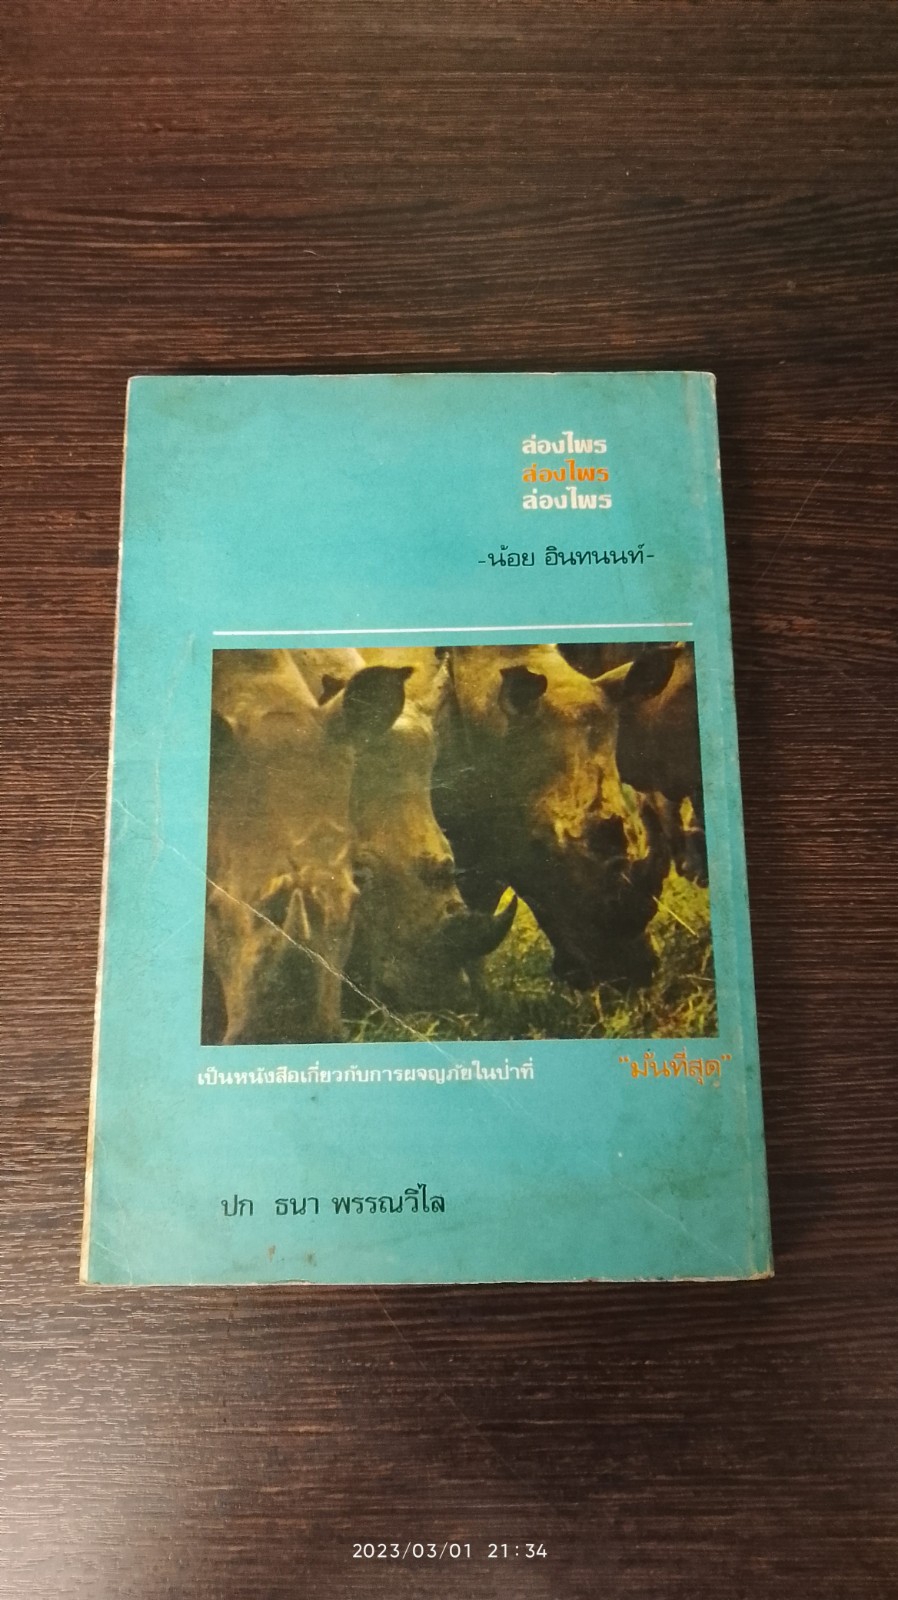 ล่องไพร
ล่องไพร
ล่องไพร
-น้อย อินทนนท์-
เป็นหนังสือเกี่ยวกับการผจญภัยในป่าที่ "มันที่สุด"
ปก ธนา พรรณวิไล
2023/03/01 21:34